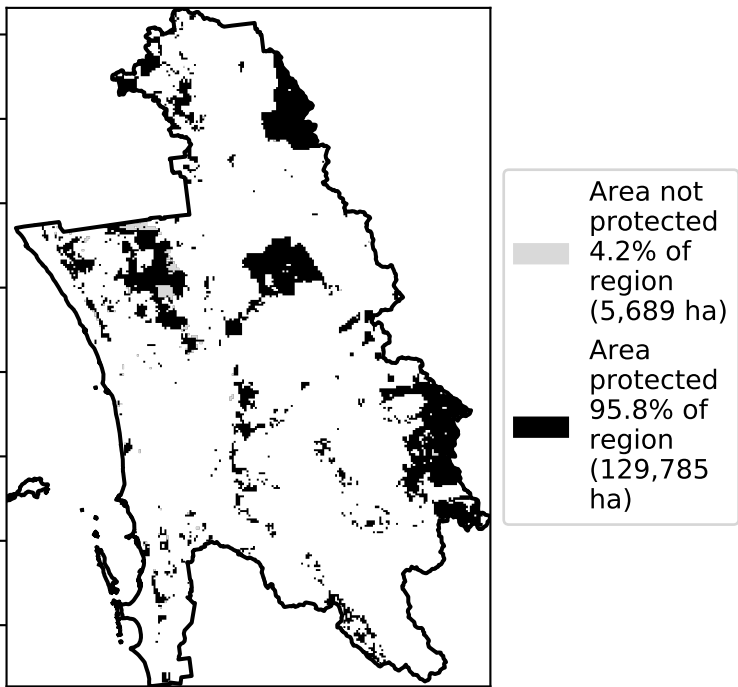 Area not
protected
4.2% of
region
(5,689 ha)
Area
protected
95.8% of
region
(129,785
ha)